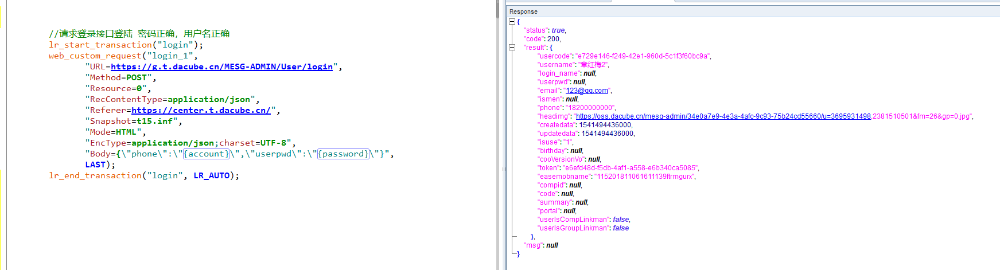 //请求登录接口登陆 密码正确，用户名正确
lr_start_transaction("login");
web_custom_request("login_1",
"URL=https://g.t.dacube.cn/MESG-ADMIN/User/login",
"Method=POST",
"Resource=0",
"RecContentType=application/json",
"Referer=https://center.t.dacube.cn/",
"Snapshot=t15.inf",
"Mode=HTML",
"EncType=application/json;charset=UTF-8",
"Body={\"phone\":\"{account}\",\"userpwd\":\"{password}\"}",
LAST);
lr_end_transaction("login", LR_AUTO);
Response
{
"status": true,
"code": 200,
"result": {
"usercode": "e729e146-f249-42e1-960d-5c1f3f60bc9a",
"username": "章红梅2",
"login_name": null,
"userpwd": null,
"email": "123@qq.com",
"ismen": null,
"phone": "18200000000",
"headimg": "https://oss.dacube.cn/mesg-admin/34e0a7e9-4e3a-4afc-9c93-75b24cd55660/u=3695931498,2381510501&fm=26&gp=0.jpg",
"createdata": 1541494436000,
"updatedata": 1541494436000,
"isuse": "1",
"birthday": null,
"cooVersionVo": null,
"token": "e6efd48d-f5db-4af1-a558-e6b340ca5085",
"easemobname": "115201811061611139ftrmgurx",
"compid": null,
"code": null,
"summary": null,
"portal": null,
"userIsCompLinkman": false,
"userIsGroupLinkman": false
},
"msg": null
}